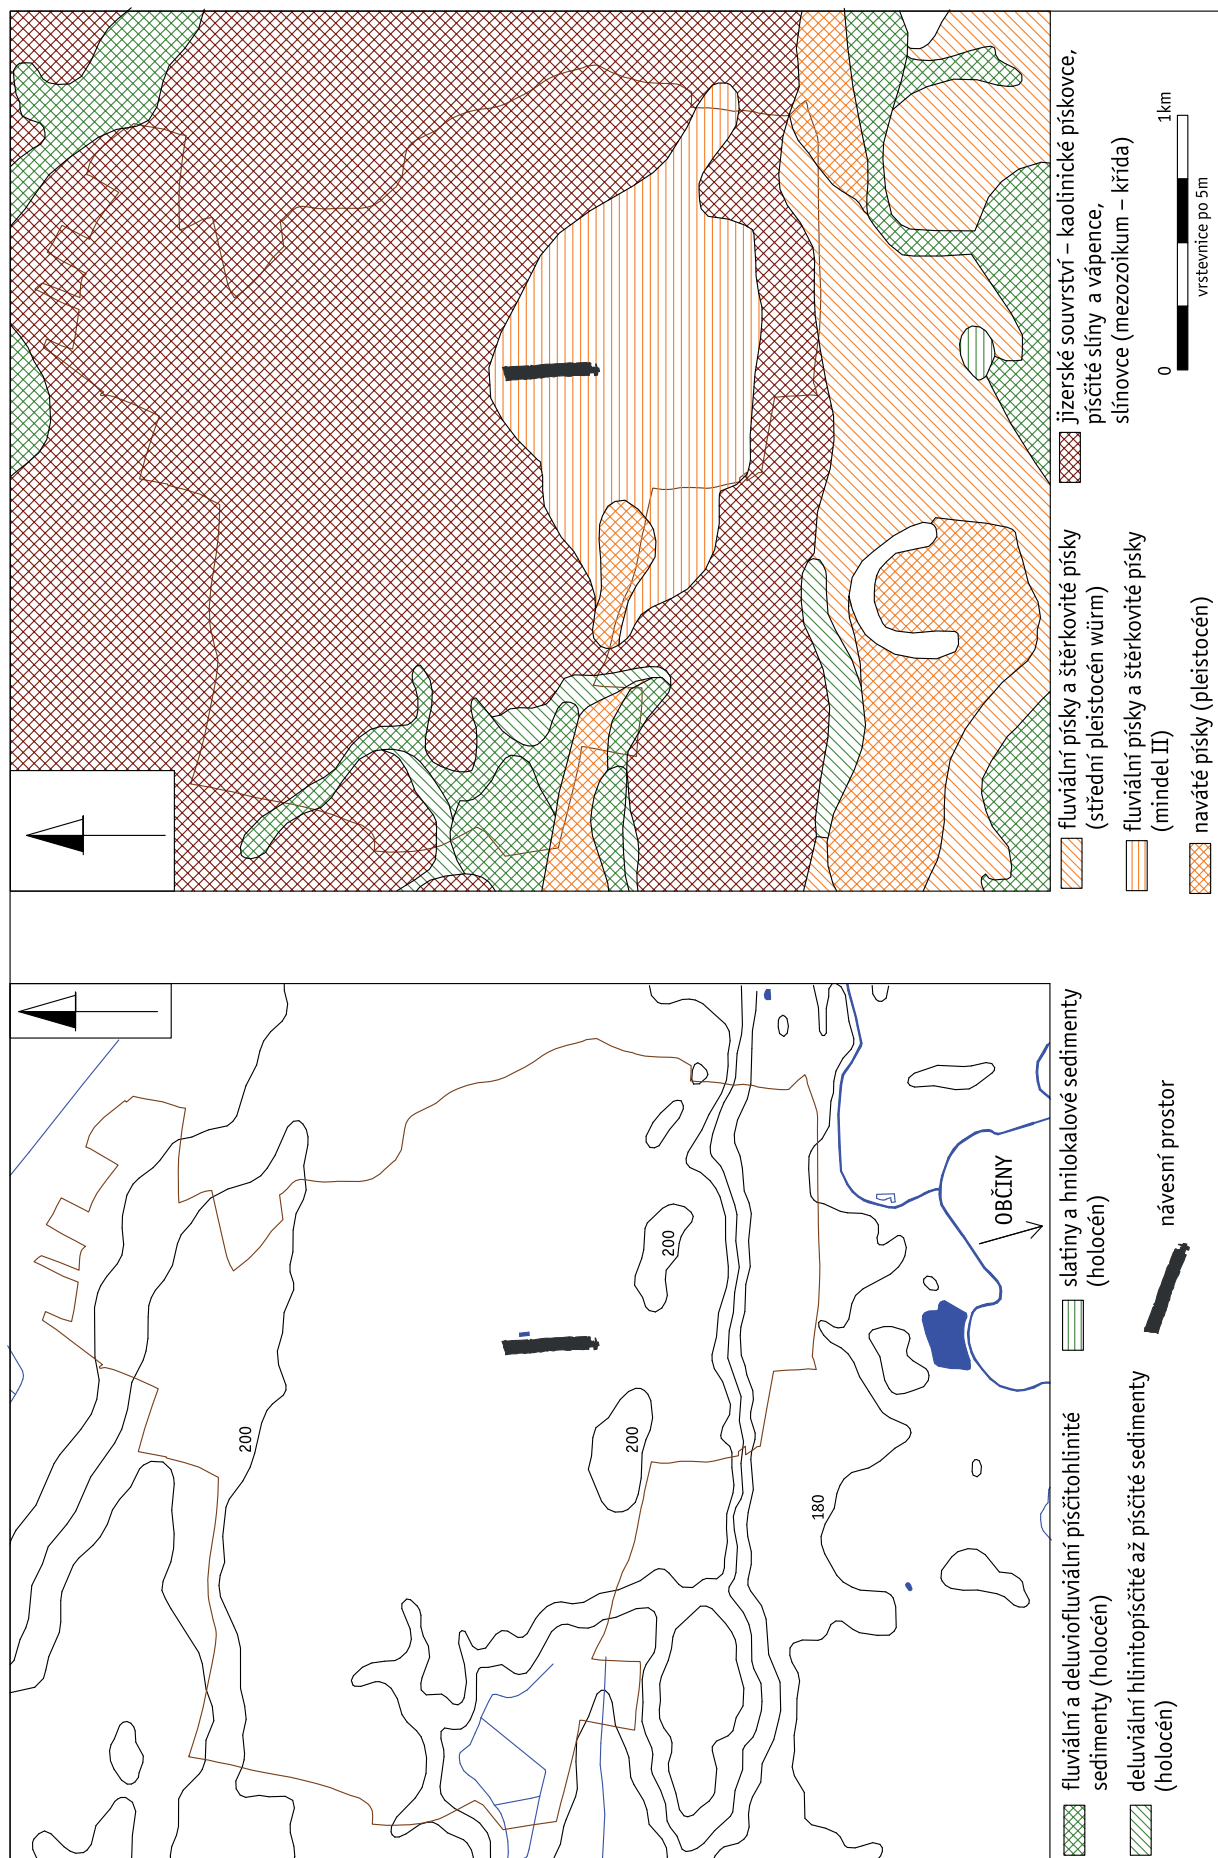 200
200
200
180
OBČINY
fluviální a deluviofluviální písčitohlinité
sedimenty (holocén)
deluviální hlinitopísčité až písčité sedimenty
(holocén)
slatiny a hnilokalové sedimenty
(holocén)
návesní prostor
fluviální písky a štěrkovité písky
(střední pleistocén würm)
fluviální písky a štěrkovité písky
(mindel II)
naváté písky (pleistocén)
jizerské souvrství – kaolinické pískovce,
písčité slíny a vápence,
slínovce (mezozoikum – křída)
0 1km
vrstevnice po 5m